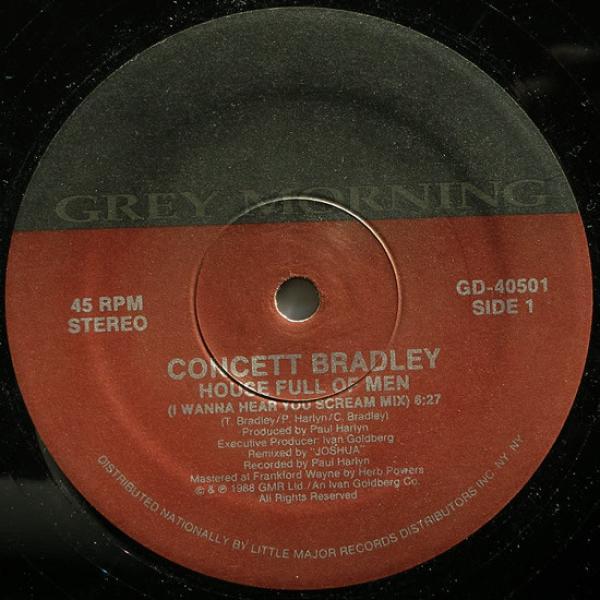 GREY MORNING
45 RPM
STEREO
GD-40501
SIDE 1
CONCETT BRADLEY
HOUSE FULL OF MEN
(I WANNA HEAR YOU SCREAM MIX) 6:27
(T. Bradley/P. Harlyn/C. Bradley)
Produced by Paul Harlyn
Executive Producer: Ivan Goldberg
Remixed by "JOSHUA"
Recorded by Paul Harlyn
Mastered at Frankford Wayne by Herb Powers
© & ℗ 1988 GMR Ltd./An Ivan Goldberg Co.
All Rights Reserved
DISTRIBUTED NATIONALLY BY LITTLE MAJOR RECORDS DISTRIBUTORS INC. NY. NY